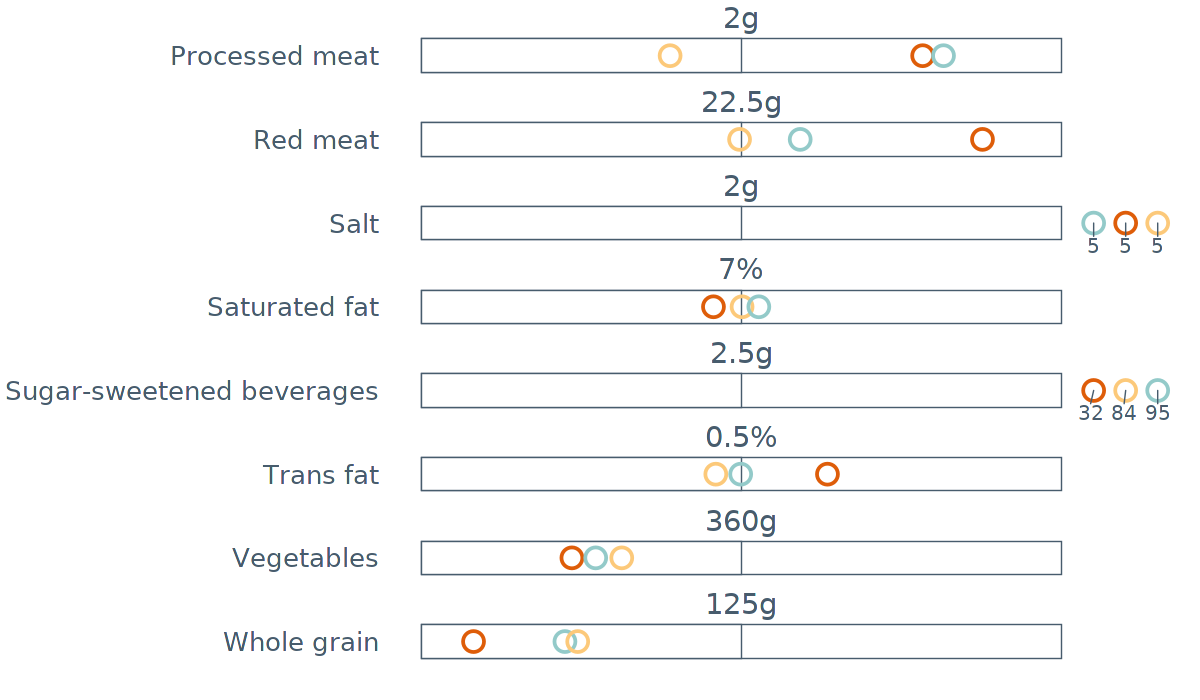 2g
Processed meat
22.5g
Red meat
2g
Salt
5 5 5
7%
Saturated fat
2.5g
Sugar-sweetened beverages
32 84 95
0.5%
Trans fat
360g
Vegetables
125g
Whole grain